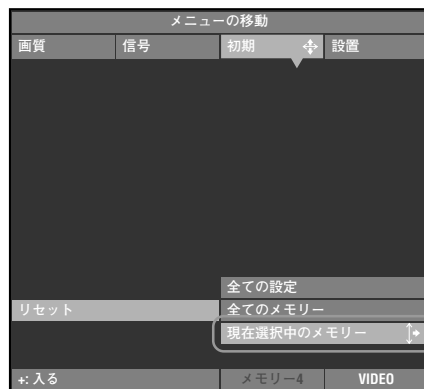 メニューの移動
画質 信号 初期 設置
全ての設定
リセット 全てのメモリー
現在選択中のメモリー
+: 入る メモリー4 VIDEO